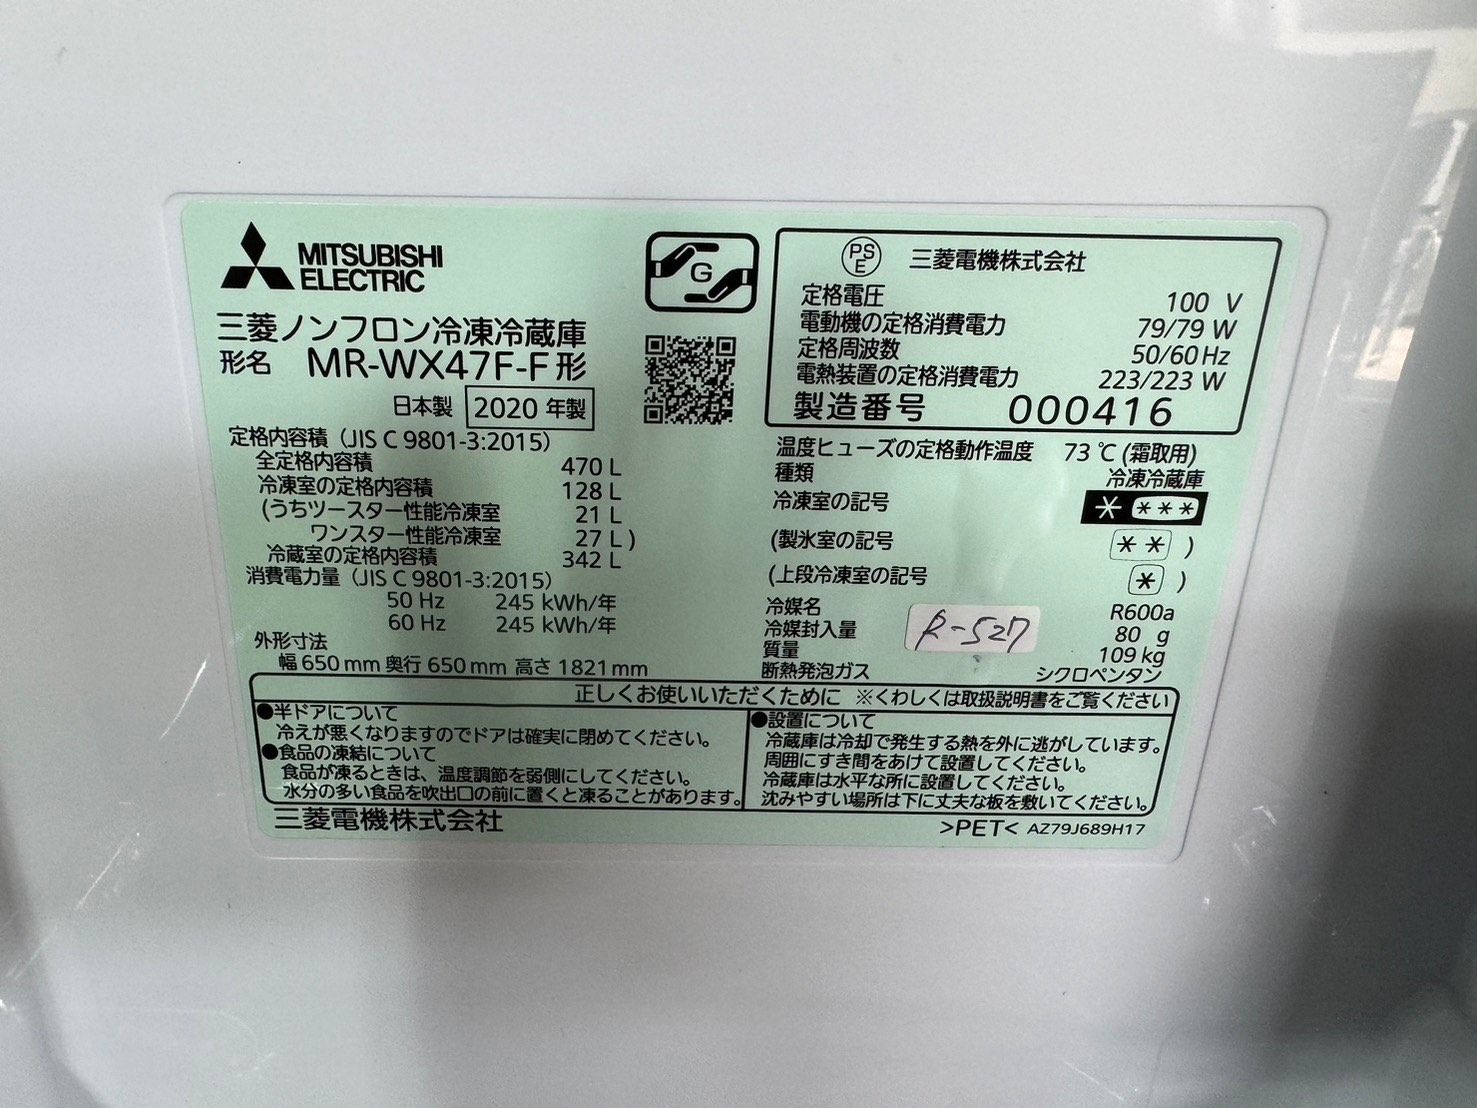 MITSUBISHI
ELECTRIC
三菱ノンフロン冷凍冷蔵庫
形名 MR-WX47F-F形
日本製 2020 年製
定格内容積（JIS C 9801-3:2015）
全定格内容積 470 L
冷凍室の定格内容積 128 L
(うちツースター性能冷凍室 21 L
ワンスター性能冷凍室 27 L )
冷蔵室の定格内容積 342 L
消費電力量（JIS C 9801-3:2015）
50 Hz 245 kWh/年
60 Hz 245 kWh/年
外形寸法
幅 650 mm 奥行 650 mm 高さ 1821 mm
G
PS
E
三菱電機株式会社
定格電圧 100 V
電動機の定格消費電力 79/79 W
定格周波数 50/60 Hz
電熱装置の定格消費電力 223/223 W
製造番号 000416
温度ヒューズの定格動作温度 73 ℃ (霜取用)
種類 冷凍冷蔵庫
冷凍室の記号 * ***
(製氷室の記号 ** )
(上段冷凍室の記号 * )
冷媒名 R600a
冷媒封入量 80 g
質量 109 kg
断熱発泡ガス シクロペンタン
R-527
正しくお使いいただくために ※くわしくは取扱説明書をご覧ください
●半ドアについて
冷えが悪くなりますのでドアは確実に閉めてください。
●食品の凍結について
食品が凍るときは、温度調節を弱側にしてください。
水分の多い食品を吹出口の前に置くと凍ることがあります。
●設置について
冷蔵庫は冷却で発生する熱を外に逃がしています。
周囲にすき間をあけて設置してください。
冷蔵庫は水平な所に設置してください。
沈みやすい場所は下に丈夫な板を敷いてください。
三菱電機株式会社
>PET< AZ79J689H17